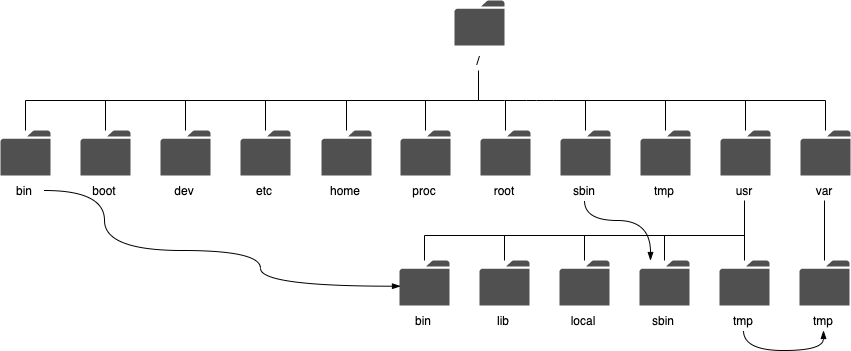 /
bin boot dev etc home proc root sbin tmp usr var
bin lib local sbin tmp tmp